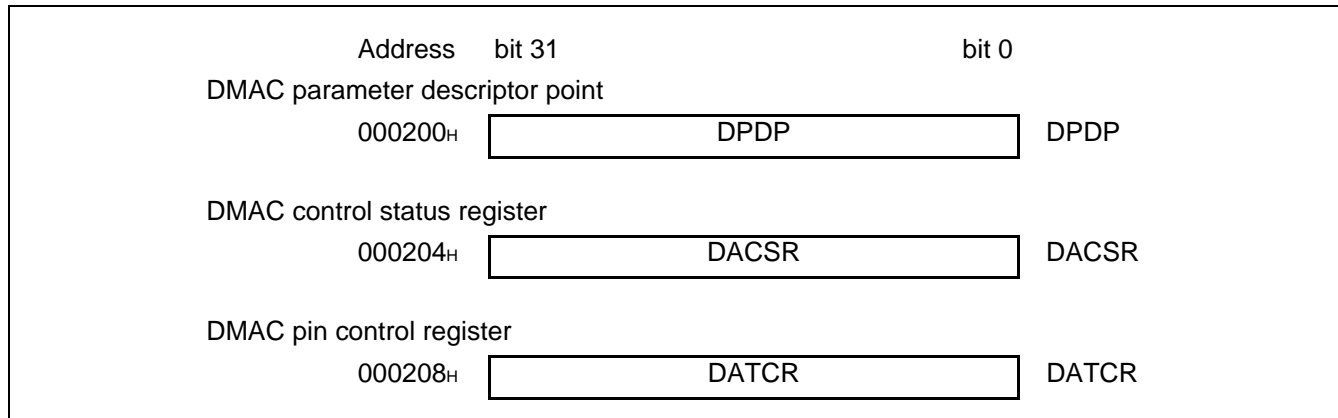 Address bit 31 bit 0
DMAC parameter descriptor point
000200H DPDP DPDP
DMAC control status register
000204H DACSR DACSR
DMAC pin control register
000208H DATCR DATCR